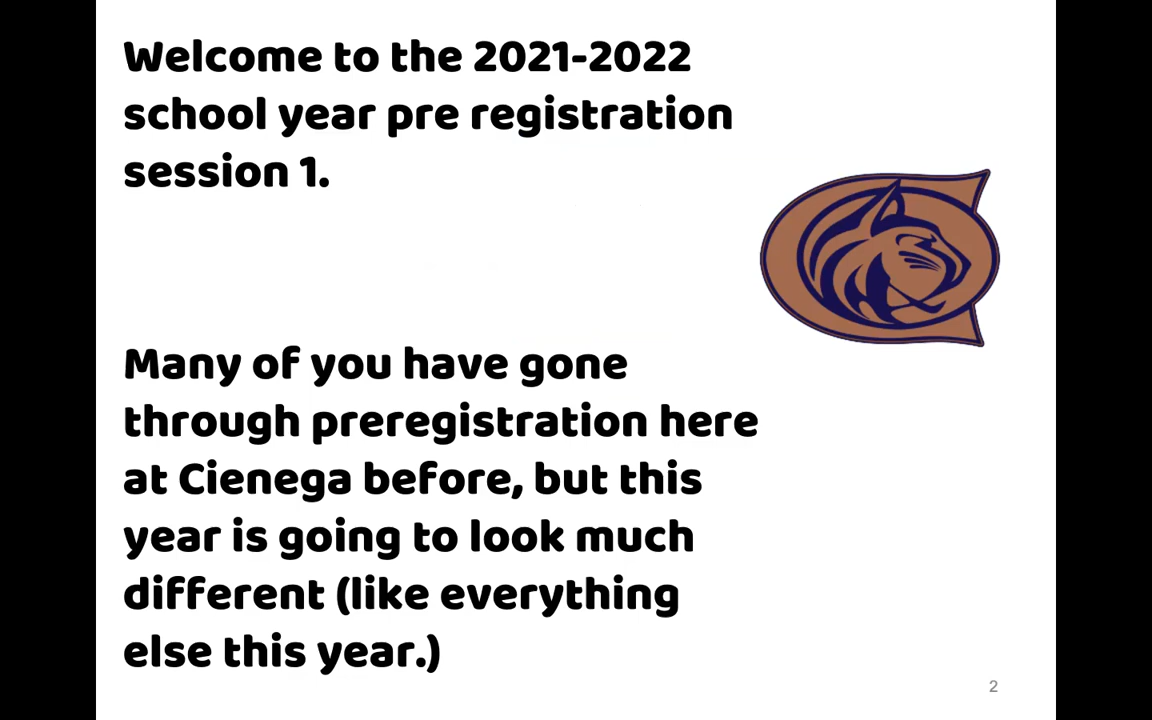 Welcome to the 2021-2022
school year pre registration
session 1.
Many of you have gone
through preregistration here
at Cienega before, but this
year is going to look much
different (like everything
else this year.)
2